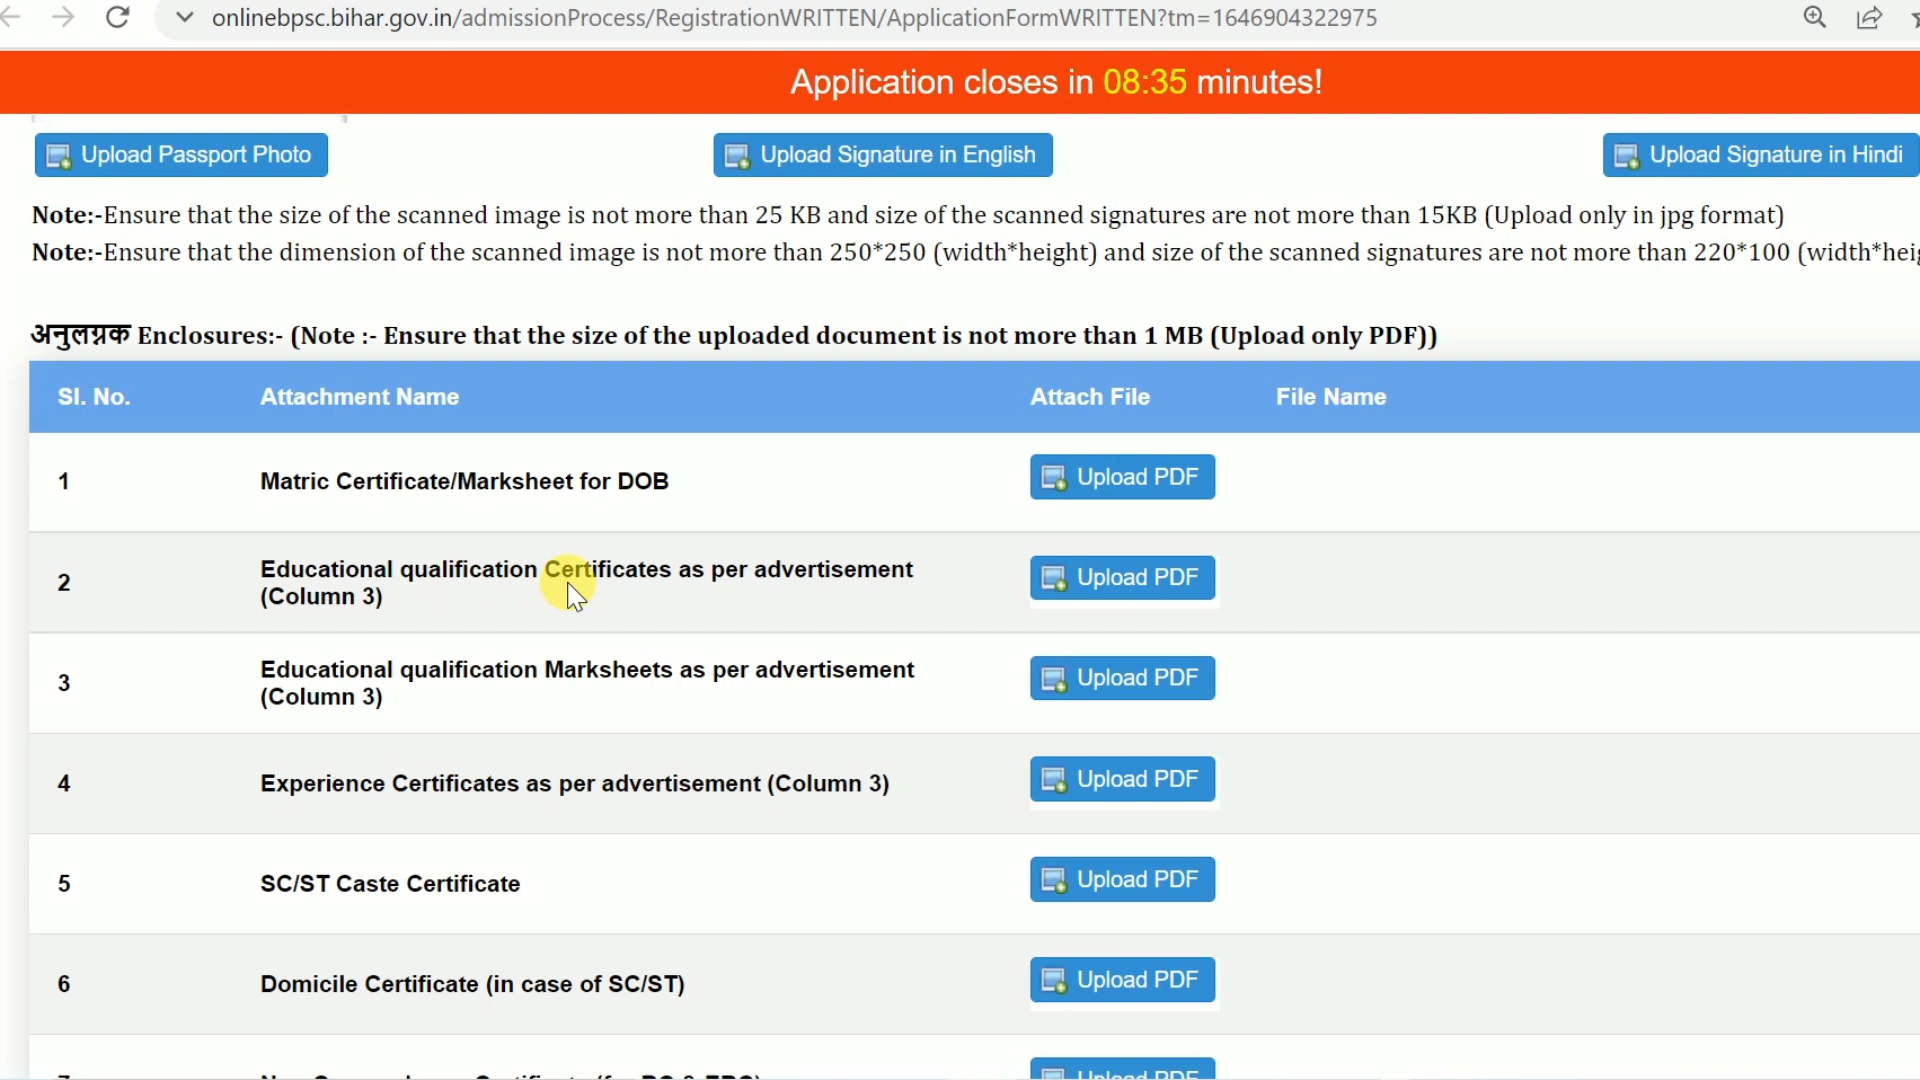 onlinebpsc.bihar.gov.in/admissionProcess/RegistrationWRITTEN/ApplicationFormWRITTEN?tm=1646904322975
Application closes in 08:35 minutes!
Upload Passport Photo Upload Signature in English Upload Signature in Hindi
Note:-Ensure that the size of the scanned image is not more than 25 KB and size of the scanned signatures are not more than 15KB (Upload only in jpg format)
Note:-Ensure that the dimension of the scanned image is not more than 250*250 (width*height) and size of the scanned signatures are not more than 220*100
अनुलग्नक Enclosures:- (Note :- Ensure that the size of the uploaded document is not more than 1 MB (Upload only PDF))
Sl. No. Attachment Name Attach File File Name
1 Matric Certificate/Marksheet for DOB Upload PDF
2 Educational qualification Certificates as per advertisement
(Column 3) Upload PDF
3 Educational qualification Marksheets as per advertisement
(Column 3) Upload PDF
4 Experience Certificates as per advertisement (Column 3) Upload PDF
5 SC/ST Caste Certificate Upload PDF
6 Domicile Certificate (in case of SC/ST) Upload PDF
Upload PDF